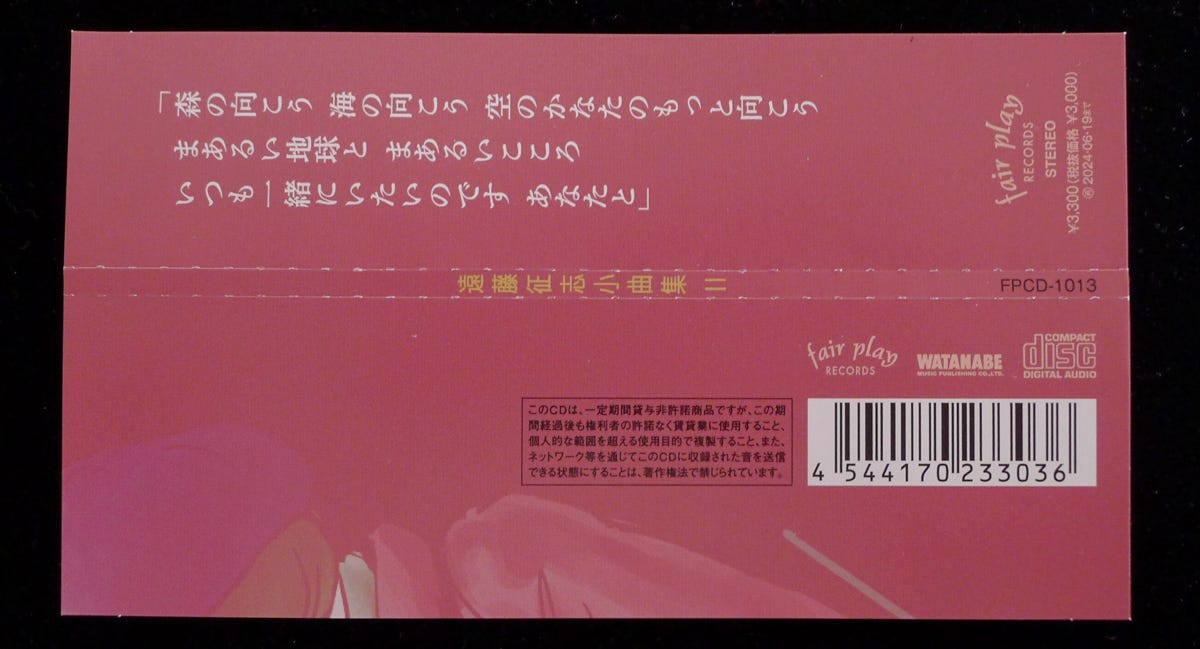 「森の向こう 海の向こう 空のかなたのもっと向こう
まあるい地球と まあるいこころ
いつも一緒にいたいのです あなたと」
fair play
RECORDS
STEREO
¥3,300(税抜価格 ¥3,000)
Ⓡ2024・06・19まで
遠藤征志小曲集 II
FPCD-1013
fair play
RECORDS
WATANABE
MUSIC PUBLISHING CO.,LTD.
COMPACT
disc
DIGITAL AUDIO
このCDは、一定期間貸与非許諾商品ですが、この期
間経過後も権利者の許諾なく賃貸業に使用すること、
個人的な範囲を超える使用目的で複製すること、また、
ネットワーク等を通じてこのCDに収録された音を送信
できる状態にすることは、著作権法で禁じられています。
4 544170 233036